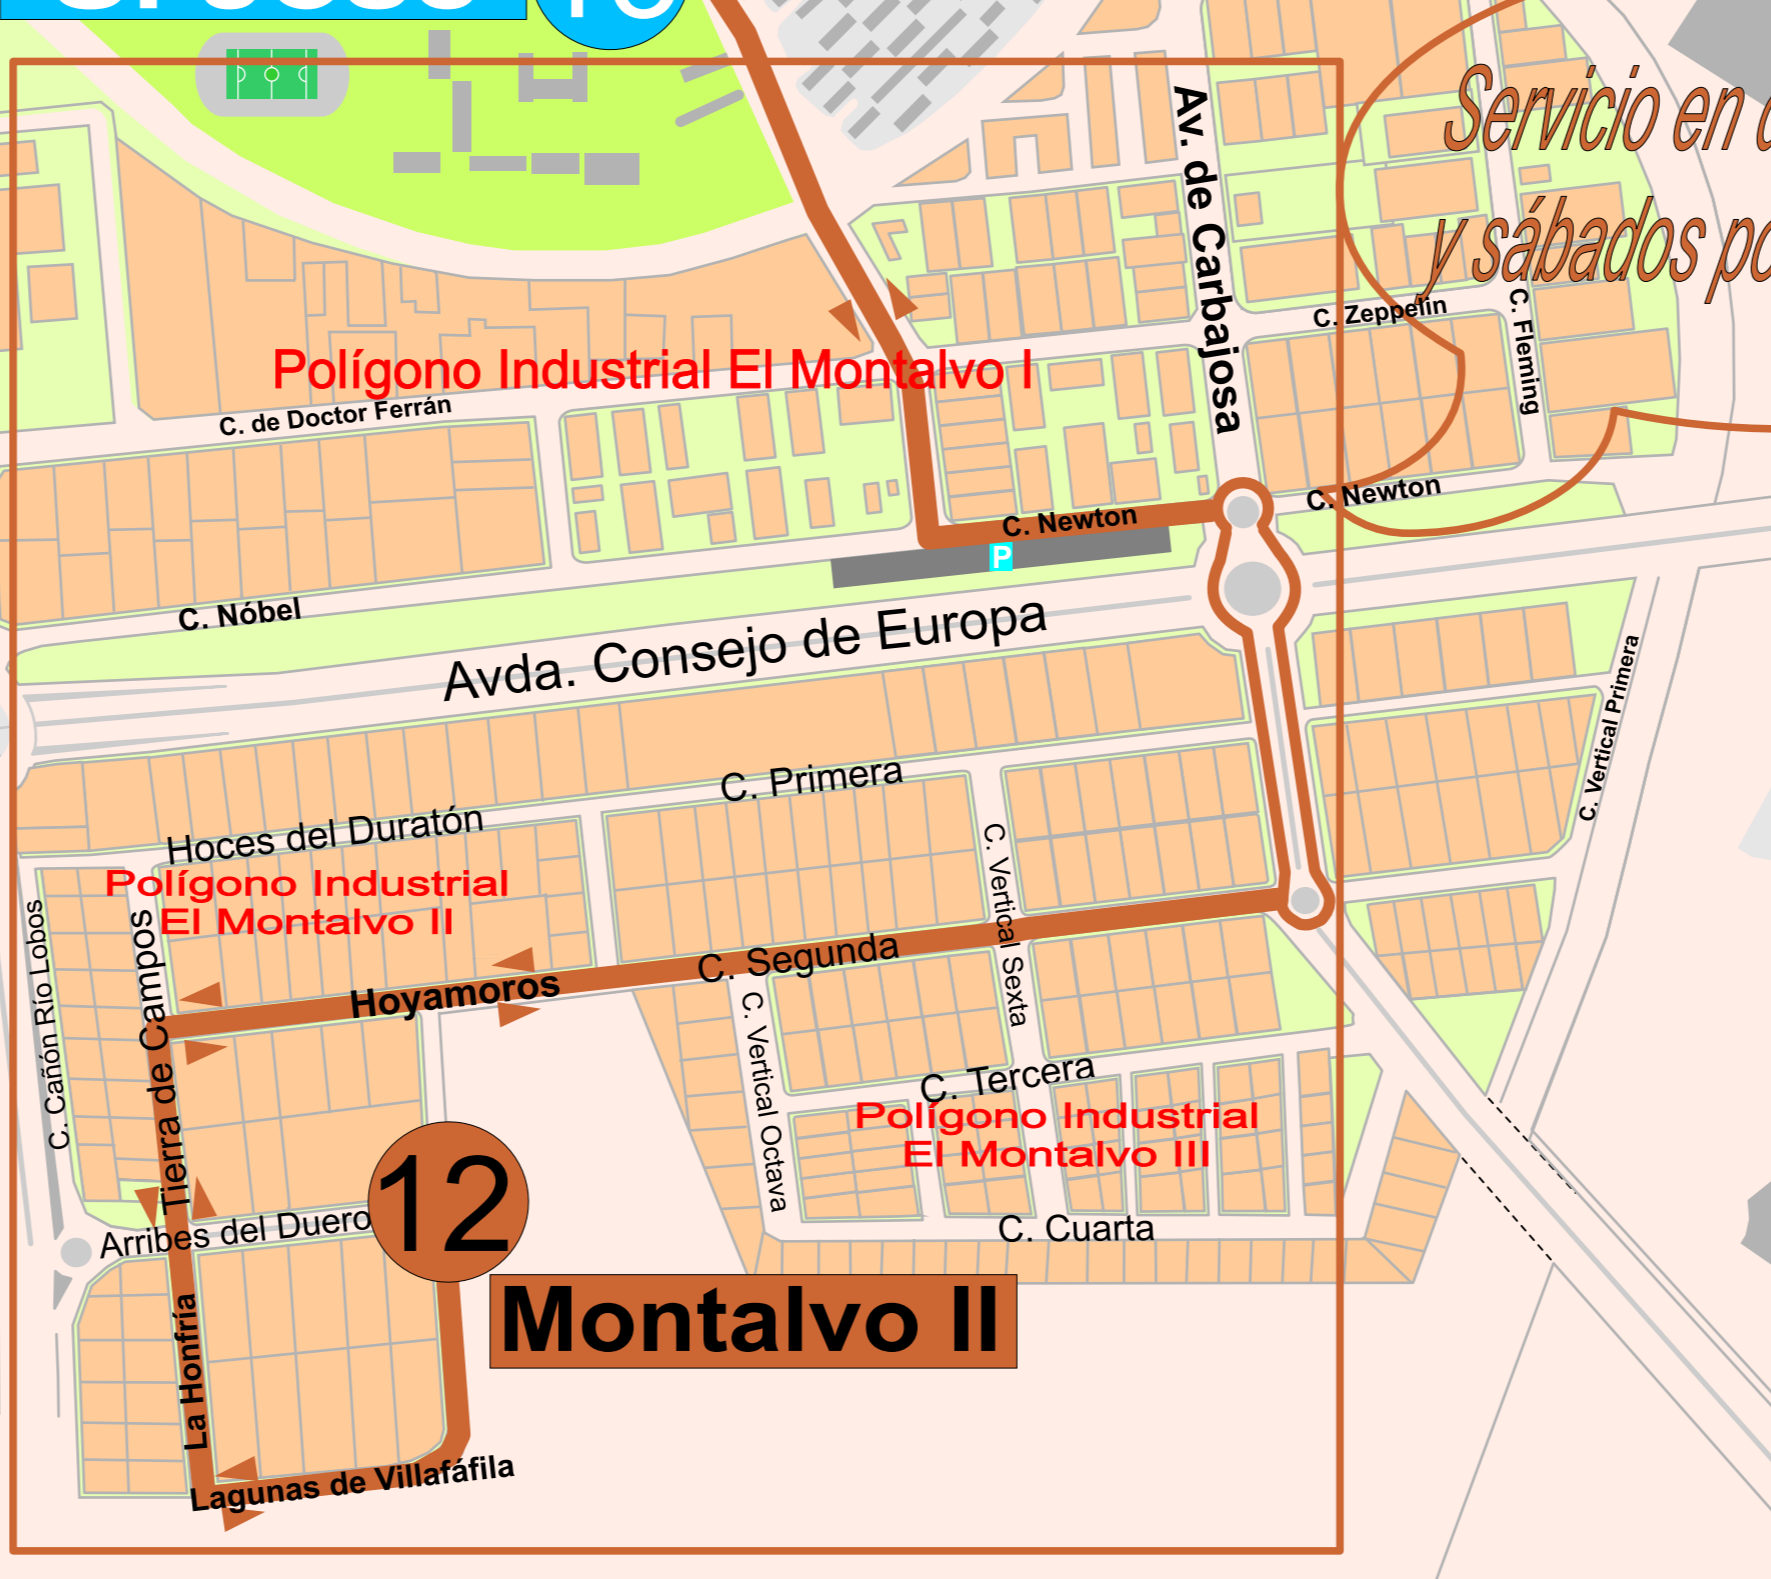 Servicio en
y sábados
Av. de Carbajosa
C. Zeppelin
C. Fleming
Polígono Industrial El Montalvo I
C. de Doctor Ferrán
C. Newton
C. Newton
P
C. Nóbel
Avda. Consejo de Europa
C. Vertical Primera
C. Primera
Hoces del Duratón
Polígono Industrial
El Montalvo II
C. Vertical Sexta
C. Cañón Río Lobos
Tierra de Campos
C. Segunda
Hoyamoros
C. Vertical Octava
C. Tercera
Polígono Industrial
El Montalvo III
12
Arribes del Duero
C. Cuarta
Montalvo II
La Honfría
Lagunas de Villafáfila